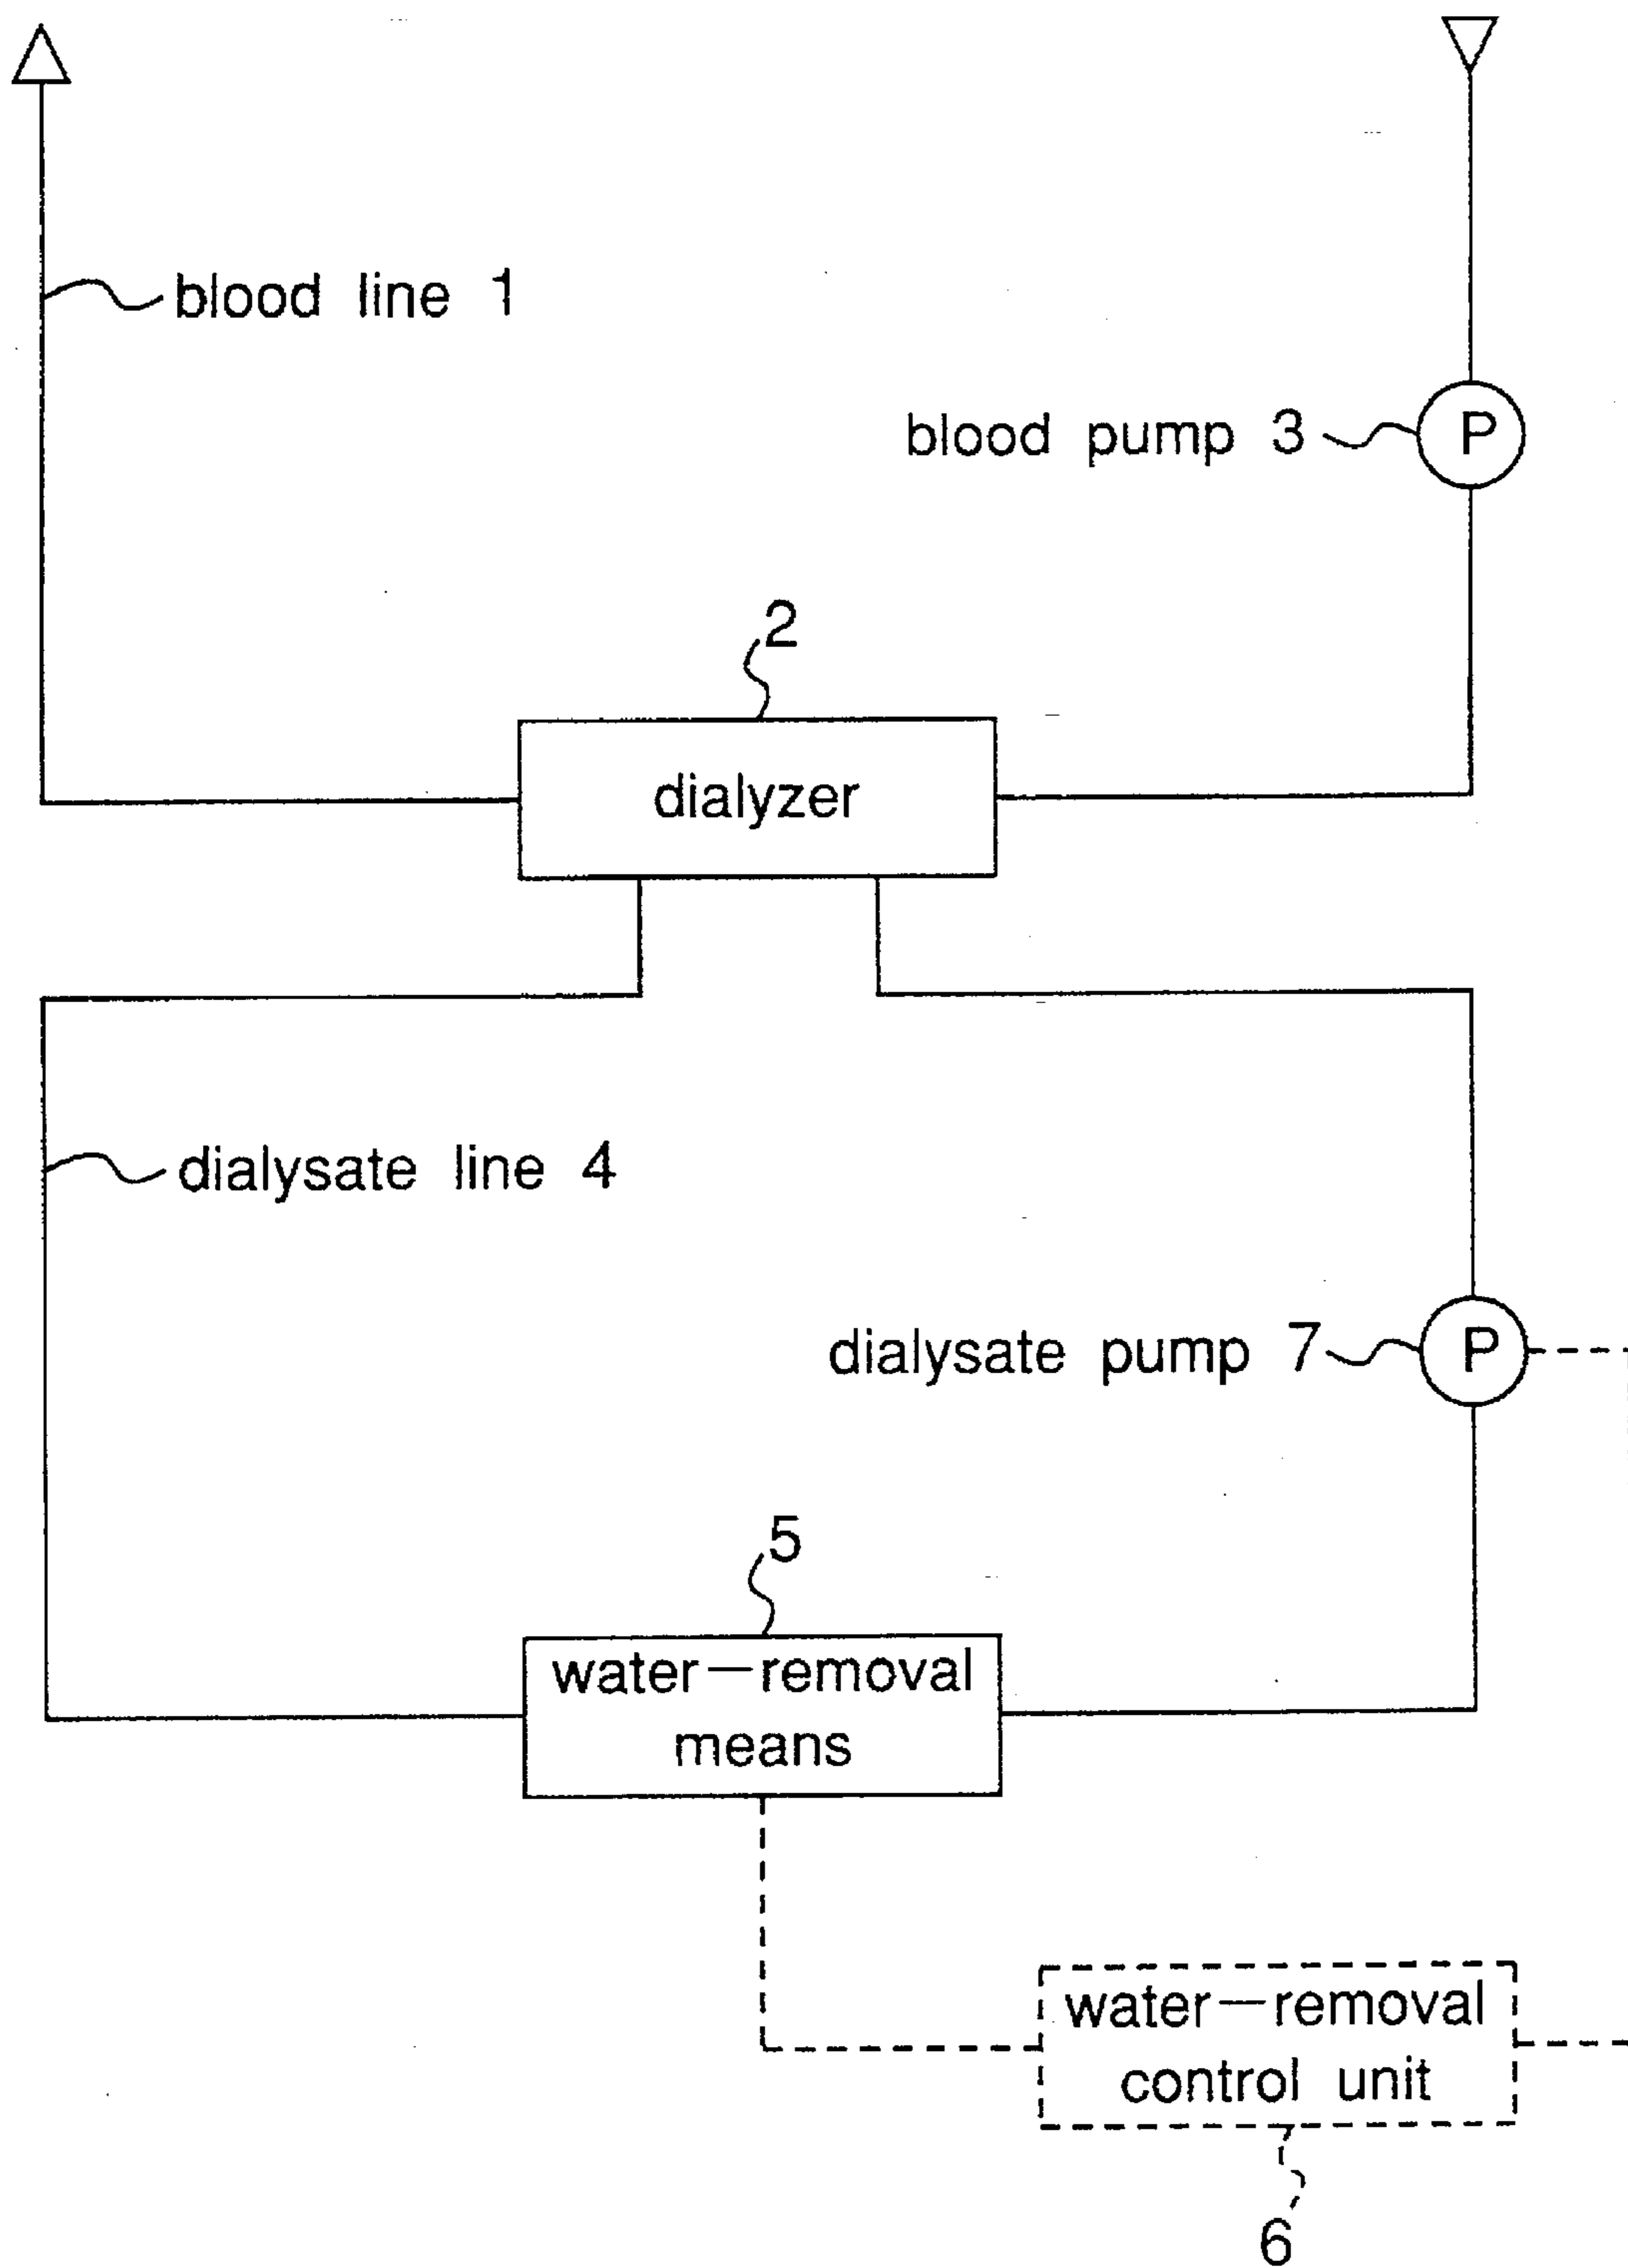 blood line 1
blood pump 3
P
2
dialyzer
dialysate line 4
dialysate pump 7
P
5
water—removal
means
water—removal
control unit
6